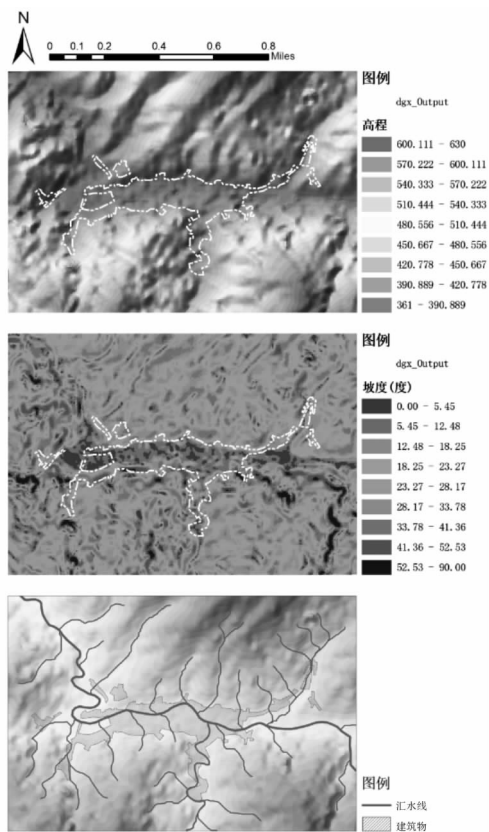 N
0 0.1 0.2 0.4 0.6 0.8
Miles
图例
dgx_Output
高程
600.111 - 630
570.222 - 600.111
540.333 - 570.222
510.444 - 540.333
480.556 - 510.444
450.667 - 480.556
420.778 - 450.667
390.889 - 420.778
361 - 390.889
图例
dgx_Output
坡度(度)
0.00 - 5.45
5.45 - 12.48
12.48 - 18.25
18.25 - 23.27
23.27 - 28.17
28.17 - 33.78
33.78 - 41.36
41.36 - 52.53
52.53 - 90.00
图例
汇水线
建筑物